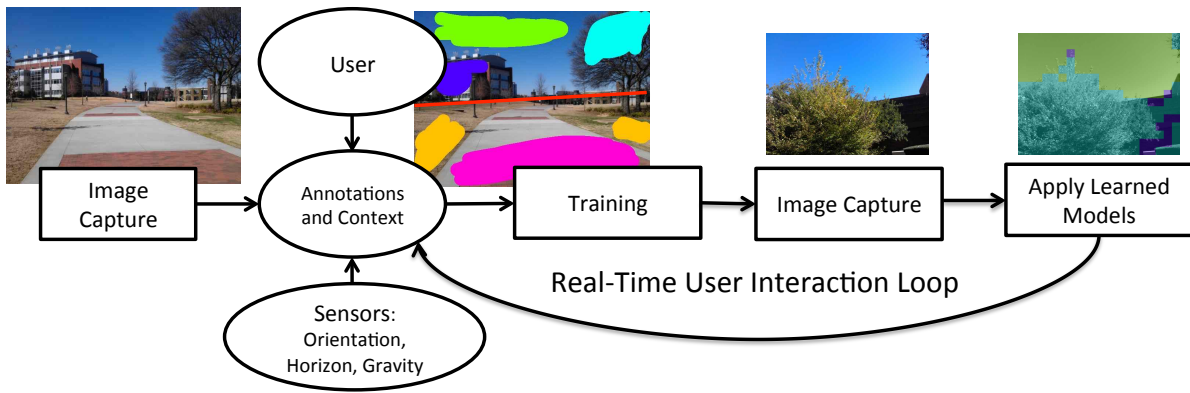 User
Image
Capture
Annotations
and Context
Training
Image Capture
Apply Learned
Models
Real-Time User Interaction Loop
Sensors:
Orientation,
Horizon, Gravity